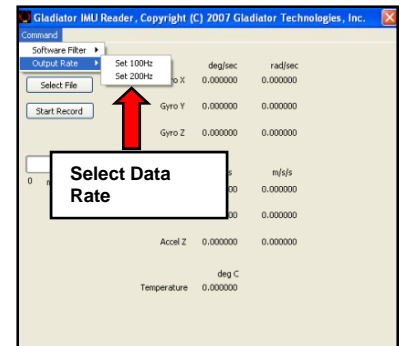 Gladiator IMU Reader, Copyright (C) 2007 Gladiator Technologies, Inc.
Command
Software Filter
Output Rate
Set 100Hz
Set 200Hz
deg/sec rad/sec
Select File
X 0.000000 0.000000
Start Record
Gyro Y 0.000000 0.000000
Gyro Z 0.000000 0.000000
Select Data
Rate
m/s/s
0
0.000000
0.000000
Accel Z 0.000000 0.000000
deg C
Temperature 0.000000